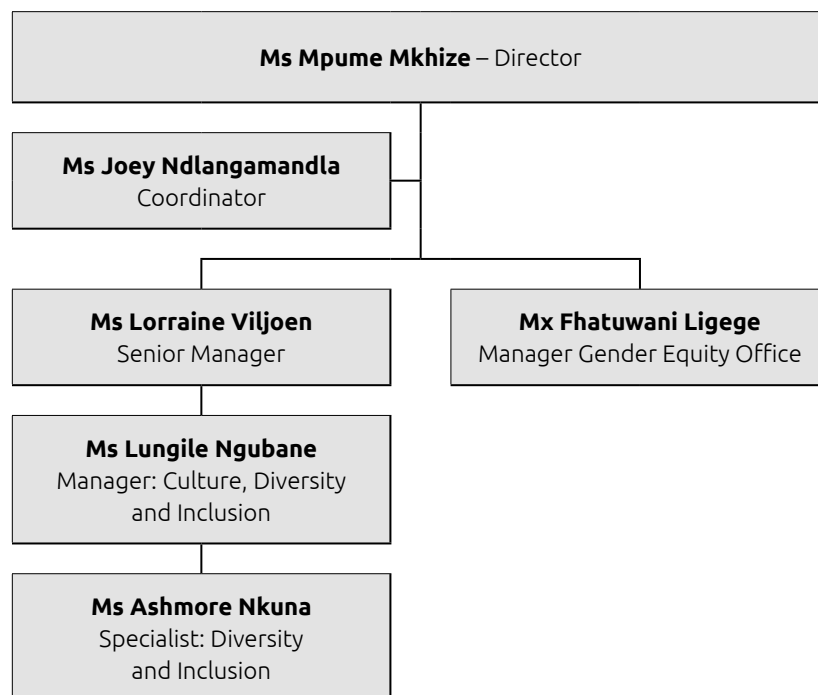 Ms Mpume Mkhize – Director
Ms Joey Ndlangamandla
Coordinator
Ms Lorraine Viljoen
Senior Manager
Mx Fhatuwani Ligege
Manager Gender Equity Office
Ms Lungile Ngubane
Manager: Culture, Diversity
and Inclusion
Ms Ashmore Nkuna
Specialist: Diversity
and Inclusion